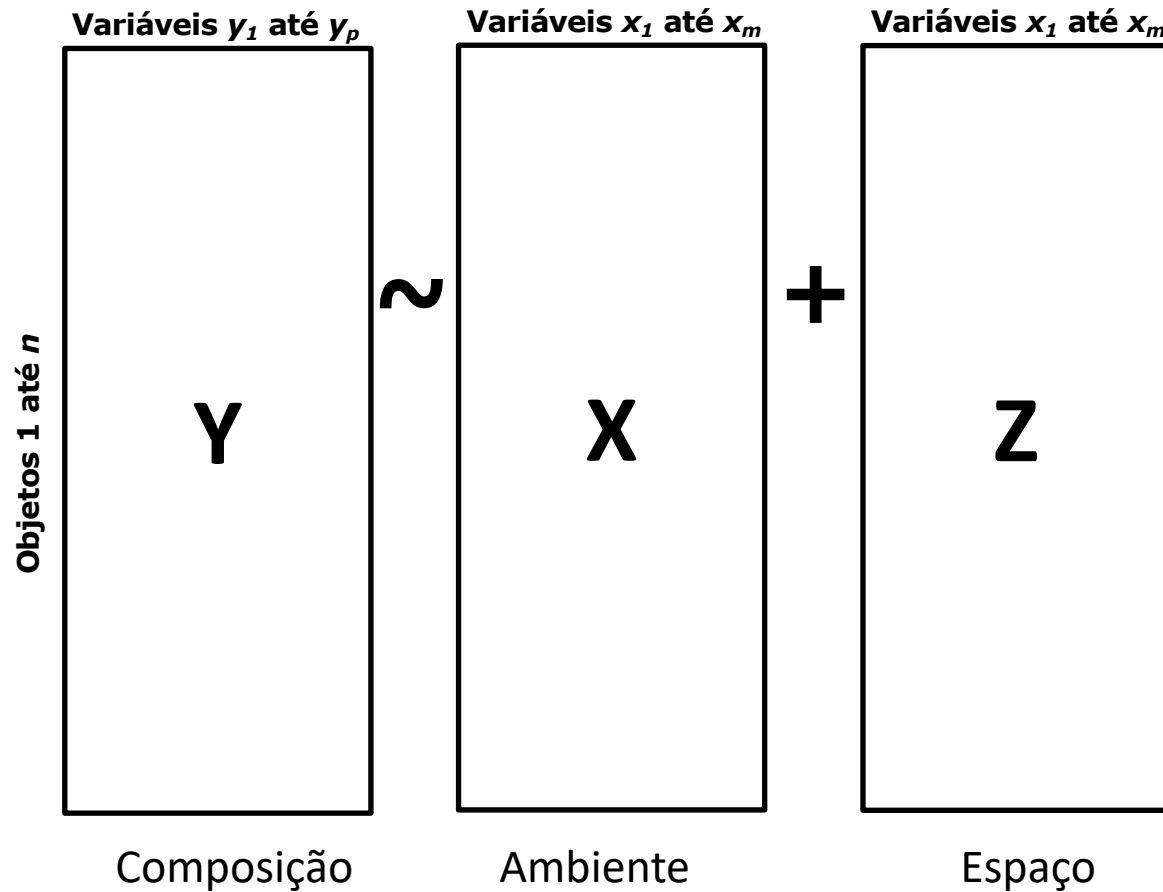 Variáveis y1 até yp
Variáveis x1 até xm
Variáveis x1 até xm
Objetos 1 até n
Y
~
X
+
Z
Composição
Ambiente
Espaço